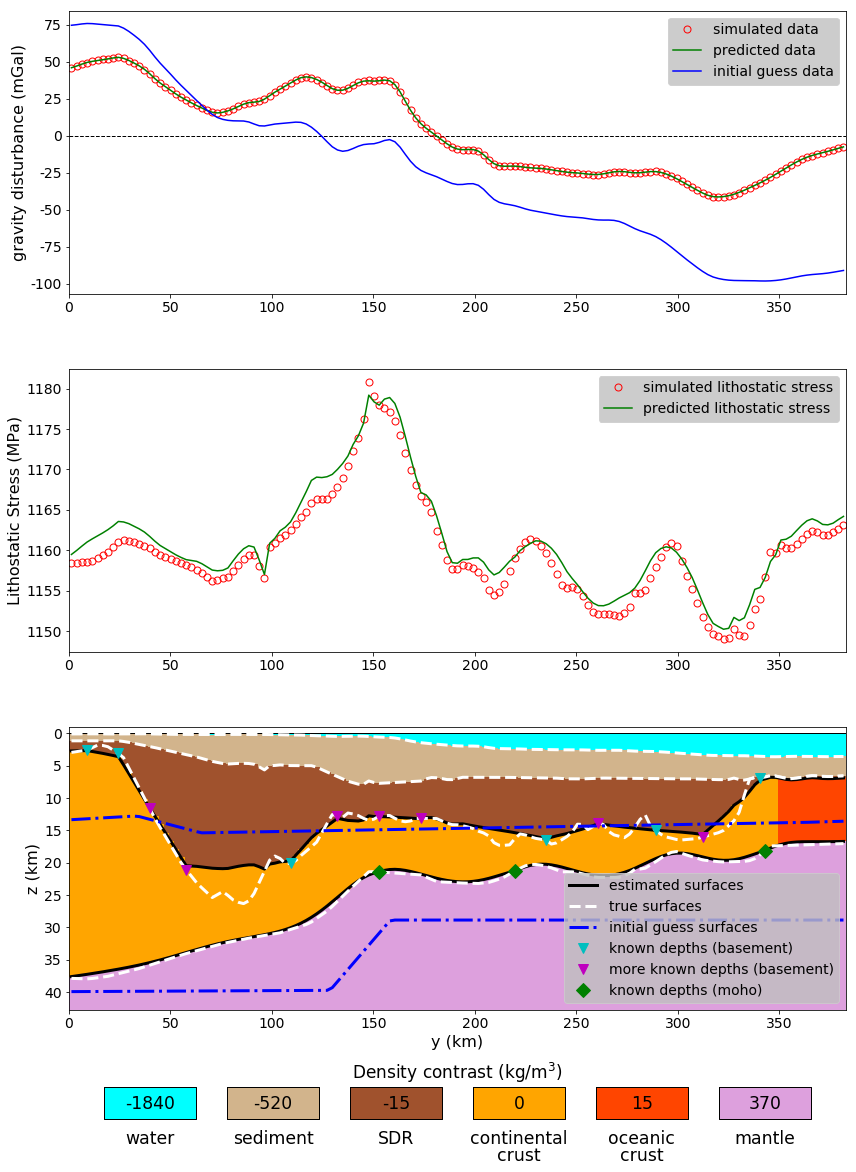 75
50
25
0
-25
-50
-75
-100
gravity disturbance (mGal)
simulated data
predicted data
initial guess data
0 50 100 150 200 250 300 350
1180
1175
1170
1165
1160
1155
1150
Lithostatic Stress (MPa)
simulated lithostatic stress
predicted lithostatic stress
0 50 100 150 200 250 300 350
0
5
10
15
20
25
30
35
40
z (km)
estimated surfaces
true surfaces
initial guess surfaces
known depths (basement)
more known depths (basement)
known depths (moho)
0 50 100 150 200 250 300 350
y (km)
Density contrast (kg/m³)
-1840 -520 -15 0 15 370
water sediment SDR continental oceanic mantle
crust crust